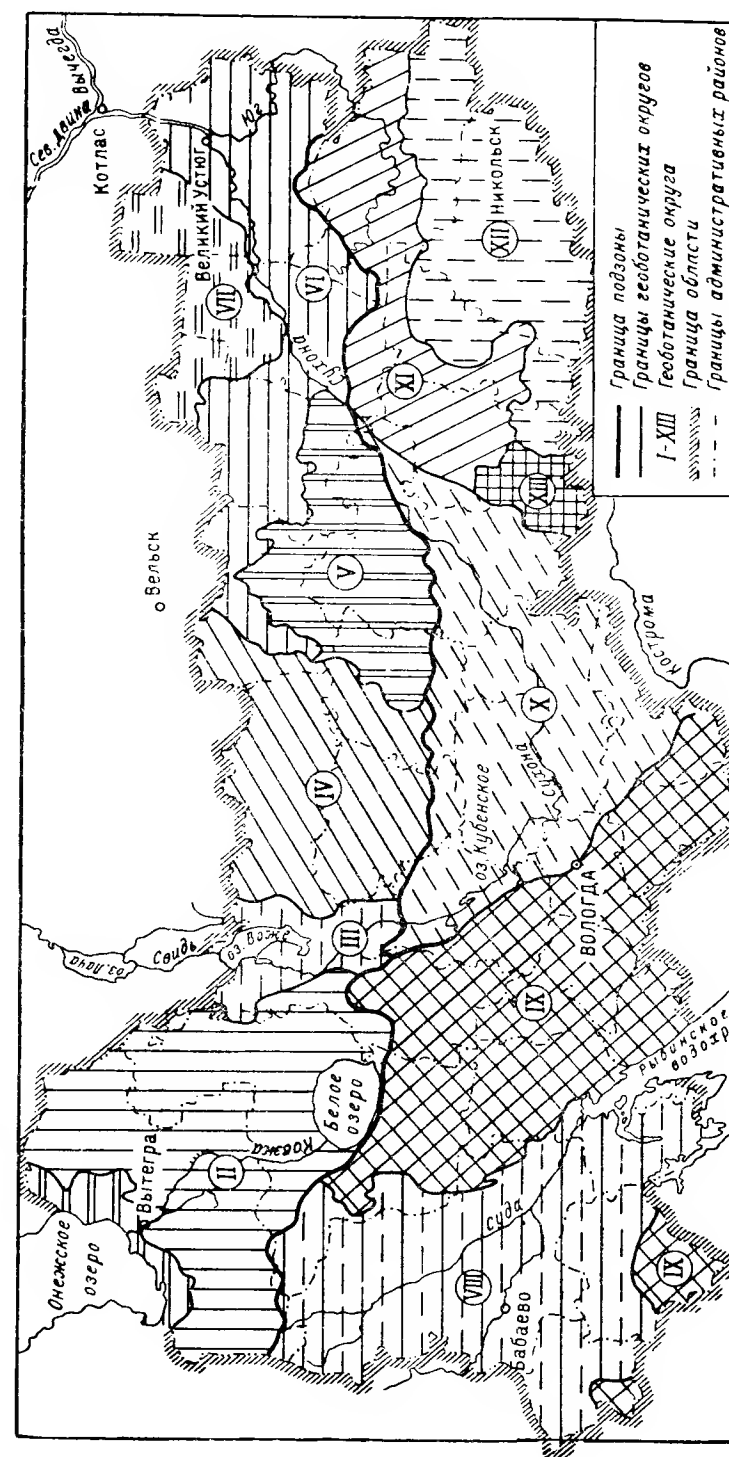 Онежское
озеро
Вытегра
II
Ковжа
Белое
озеро
оз. Лача
Свидь
оз. Воже
III
IV
Вельск
V
VI
VII
Сухона
Великий Устюг
Юг
Котлас
Сев. Двина
Вычегда
VIII
Суда
Бабаево
IX
IX
Рыбинское
водохр.
ВОЛОГДА
оз. Кубенское
Сухона
X
Кострома
XI
XII
Никольск
XIII
Граница подзоны
Границы геоботанических округов
I-XIII Геоботанические округа
Граница области
Границы административных районов